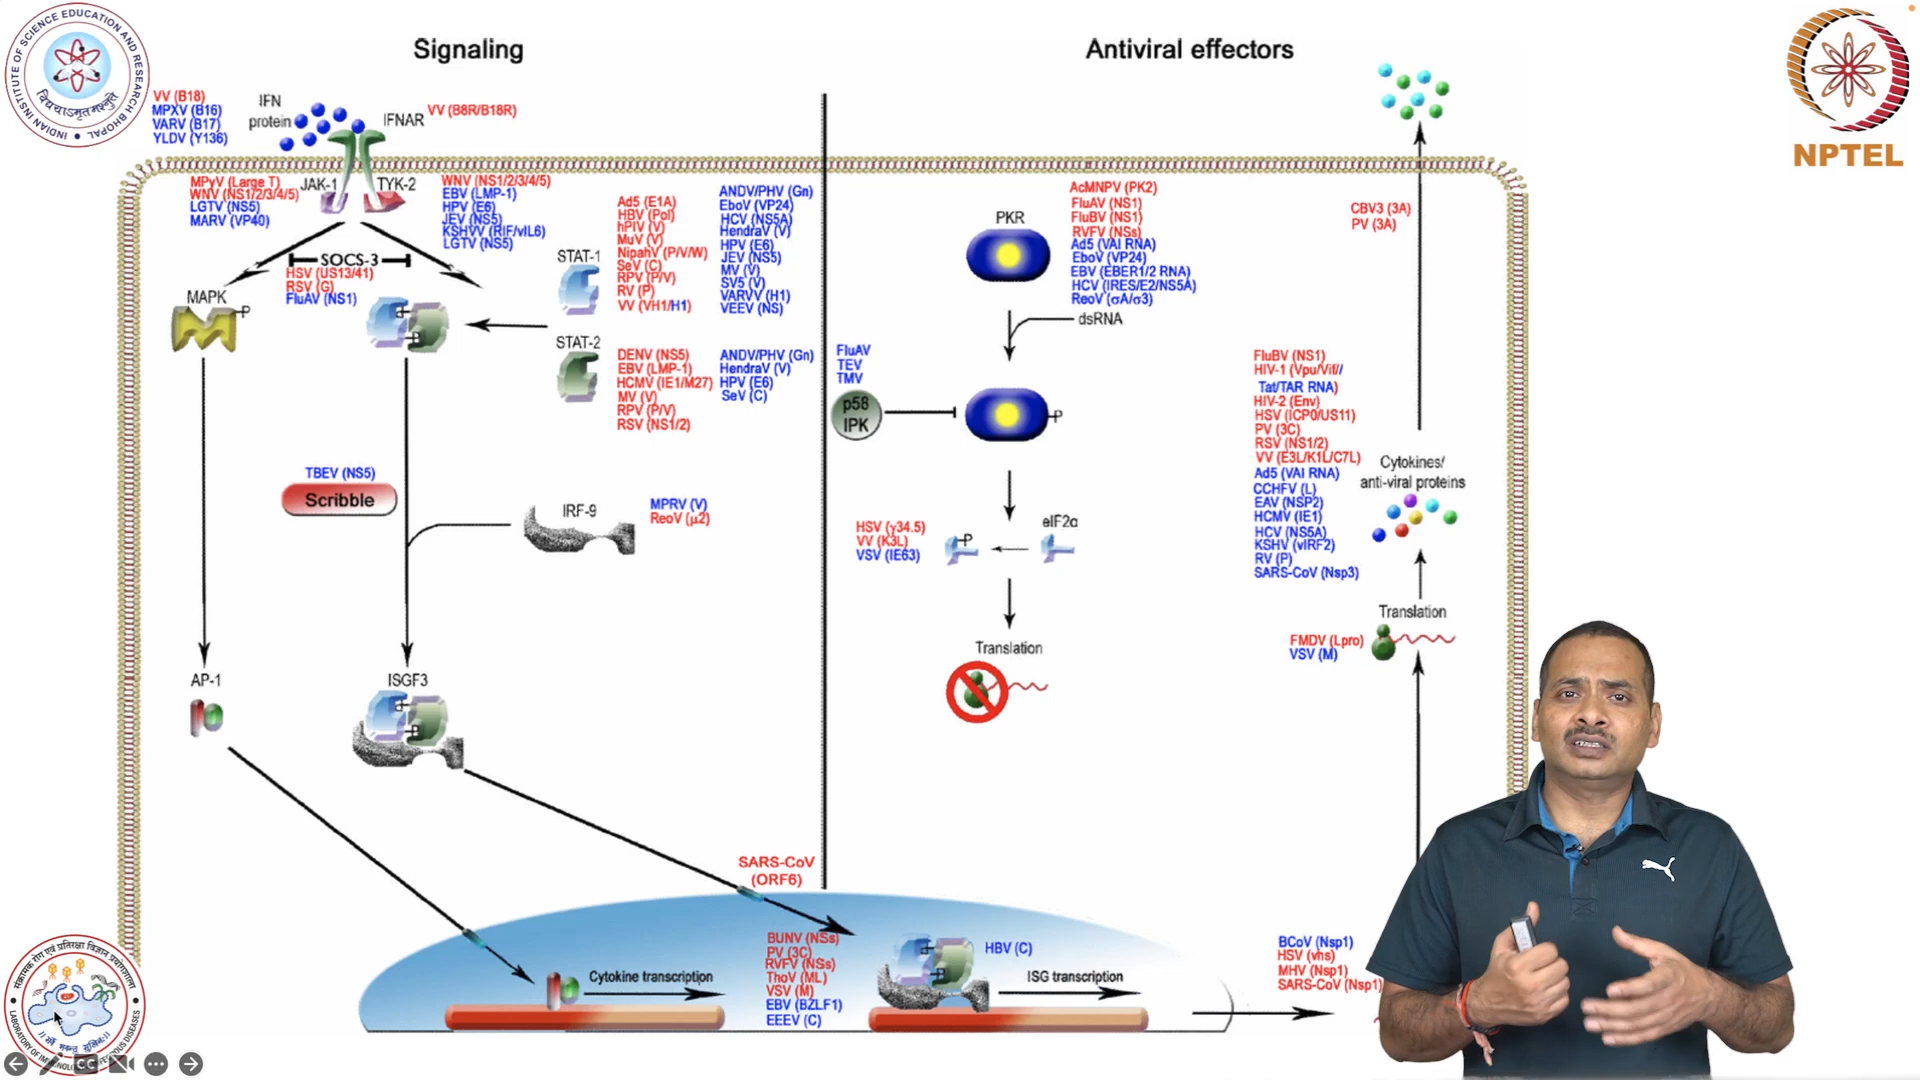 INDIAN INSTITUTE OF SCIENCE EDUCATION AND RESEARCH BHOPAL
NPTEL
Signaling
Antiviral effectors
VV (B18)
MPXV (B16)
VARV (B17)
YLDV (Y136)
IFN
protein
IFNAR
VV (B8R/B18R)
MPyV (Large T)
WNV (NS1/2/3/4/5)
LGTV (NS5)
MARV (VP40)
JAK-1
TYK-2
WNV (NS1/2/3/4/5)
EBV (LMP-1)
HPV (E6)
JEV (NS5)
KSHVV (RIF/vIL6)
LGTV (NS5)
SOCS-3
HSV (US13/41)
RSV (G)
FluAV (NS1)
MAPK
P
STAT-1
Ad5 (E1A)
HBV (Pol)
hPIV (V)
MuV (V)
NipahV (P/V/W)
SeV (C)
RPV (P/V)
RV (P)
VV (VH1/H1)
ANDV/PHV (Gn)
EboV (VP24)
HCV (NS5A)
HendraV (V)
HPV (E6)
JEV (NS5)
MV (V)
SV5 (V)
VARVV (H1)
VEEV (NS)
STAT-2
DENV (NS5)
EBV (LMP-1)
HCMV (IE1/M27)
MV (V)
RPV (P/V)
RSV (NS1/2)
ANDV/PHV (Gn)
HendraV (V)
HPV (E6)
SeV (C)
TBEV (NS5)
Scribble
IRF-9
MPRV (V)
ReoV (μ2)
AP-1
ISGF3
SARS-CoV
(ORF6)
Cytokine transcription
BUNV (NSs)
PV (3C)
RVFV (NSs)
ThoV (ML)
VSV (M)
EBV (BZLF1)
EEEV (C)
HBV (C)
ISG transcription
PKR
AcMNPV (PK2)
FluAV (NS1)
FluBV (NS1)
RVFV (NSs)
Ad5 (VAI RNA)
EboV (VP24)
EBV (EBER1/2 RNA)
HCV (IRES/E2/NS5A)
ReoV (σA/σ3)
dsRNA
FluAV
TEV
TMV
p58
IPK
P
HSV (γ34.5)
VV (K3L)
VSV (IE63)
P
eIF2α
Translation
CBV3 (3A)
PV (3A)
FluBV (NS1)
HIV-1 (Vpu/Vif//
Tat/TAR RNA)
HIV-2 (Env)
HSV (ICP0/US11)
PV (3C)
RSV (NS1/2)
VV (E3L/K1L/C7L)
Ad5 (VAI RNA)
CCHFV (L)
EAV (NSP2)
HCMV (IE1)
HCV (NS5A)
KSHV (vIRF2)
RV (P)
SARS-CoV (Nsp3)
Cytokines/
anti-viral proteins
Translation
FMDV (Lpro)
VSV (M)
BCoV (Nsp1)
HSV (vhs)
MHV (Nsp1)
SARS-CoV (Nsp1)
CC